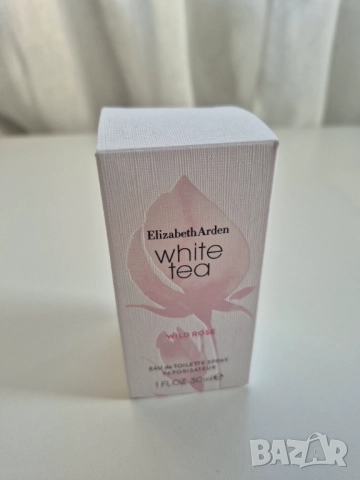 Elizabeth Arden
white
tea
WILD ROSE
EAU de TOILETTE SPRAY
VAPORISATEUR
1 FL.OZ. 30 ml ℮
BAZAR
bg